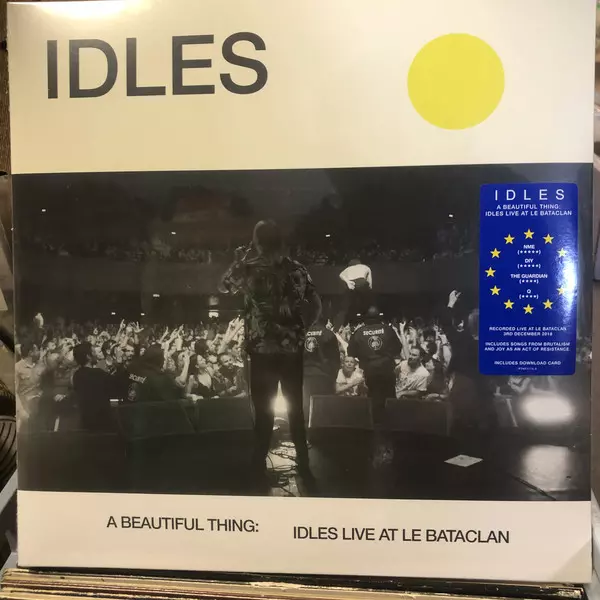 IDLES
IDLES
A BEAUTIFUL THING:
IDLES LIVE AT LE BATACLAN
NME
(*****)
DIY
(*****)
THE GUARDIAN
(****)
Q
(****)
RECORDED LIVE AT LE BATACLAN
3RD DECEMBER 2018
INCLUDES SONGS FROM BRUTALISM
AND JOY AS AN ACT OF RESISTANCE
INCLUDES DOWNLOAD CARD
SECURITÉ
A BEAUTIFUL THING: IDLES LIVE AT LE BATACLAN